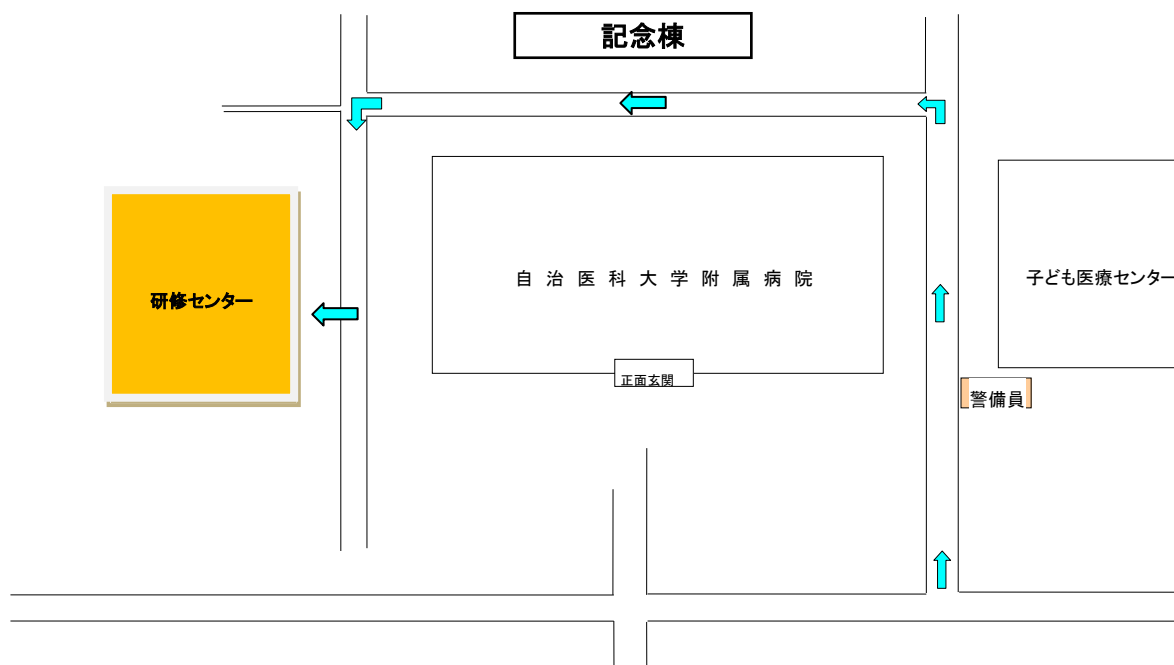 記念棟
自治医科大学附属病院
子ども医療センター
研修センター
正面玄関
警備員